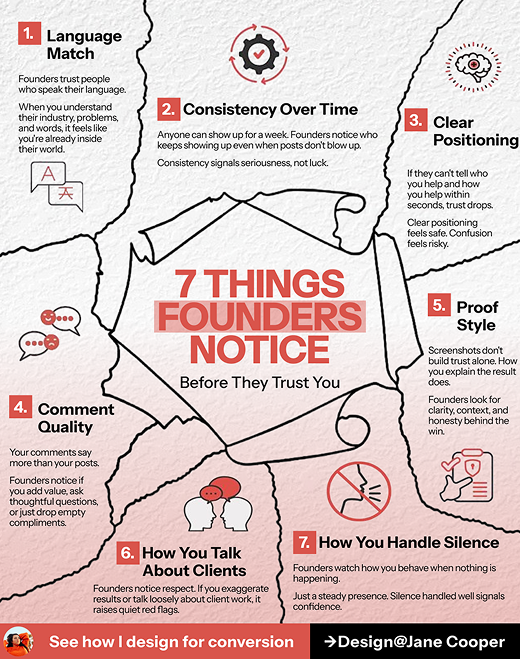 1. Language
Match
Founders trust people
who speak their language.
When you understand
their industry, problems,
and words, it feels like
you're already inside
their world.
A
2. Consistency Over Time
Anyone can show up for a week. Founders notice who
keeps showing up even when posts don't blow up.
Consistency signals seriousness, not luck.
3. Clear
Positioning
If they can't tell who
you help and how
you help within
seconds, trust drops.
Clear positioning
feels safe. Confusion
feels risky.
7 THINGS
FOUNDERS
NOTICE
Before They Trust You
4. Comment
Quality
Your comments say
more than your posts.
Founders notice if
you add value, ask
thoughtful questions,
or just drop empty
compliments.
5. Proof
Style
Screenshots don't
build trust alone. How
you explain the result
does.
Founders look for
clarity, context, and
honesty behind the
win.
6. How You Talk
About Clients
Founders notice respect. If you exaggerate
results or talk loosely about client work, it
raises quiet red flags.
7. How You Handle Silence
Founders watch how you behave when nothing is
happening.
Just a steady presence. Silence handled well signals
confidence.
See how I design for conversion
→Design@Jane Cooper